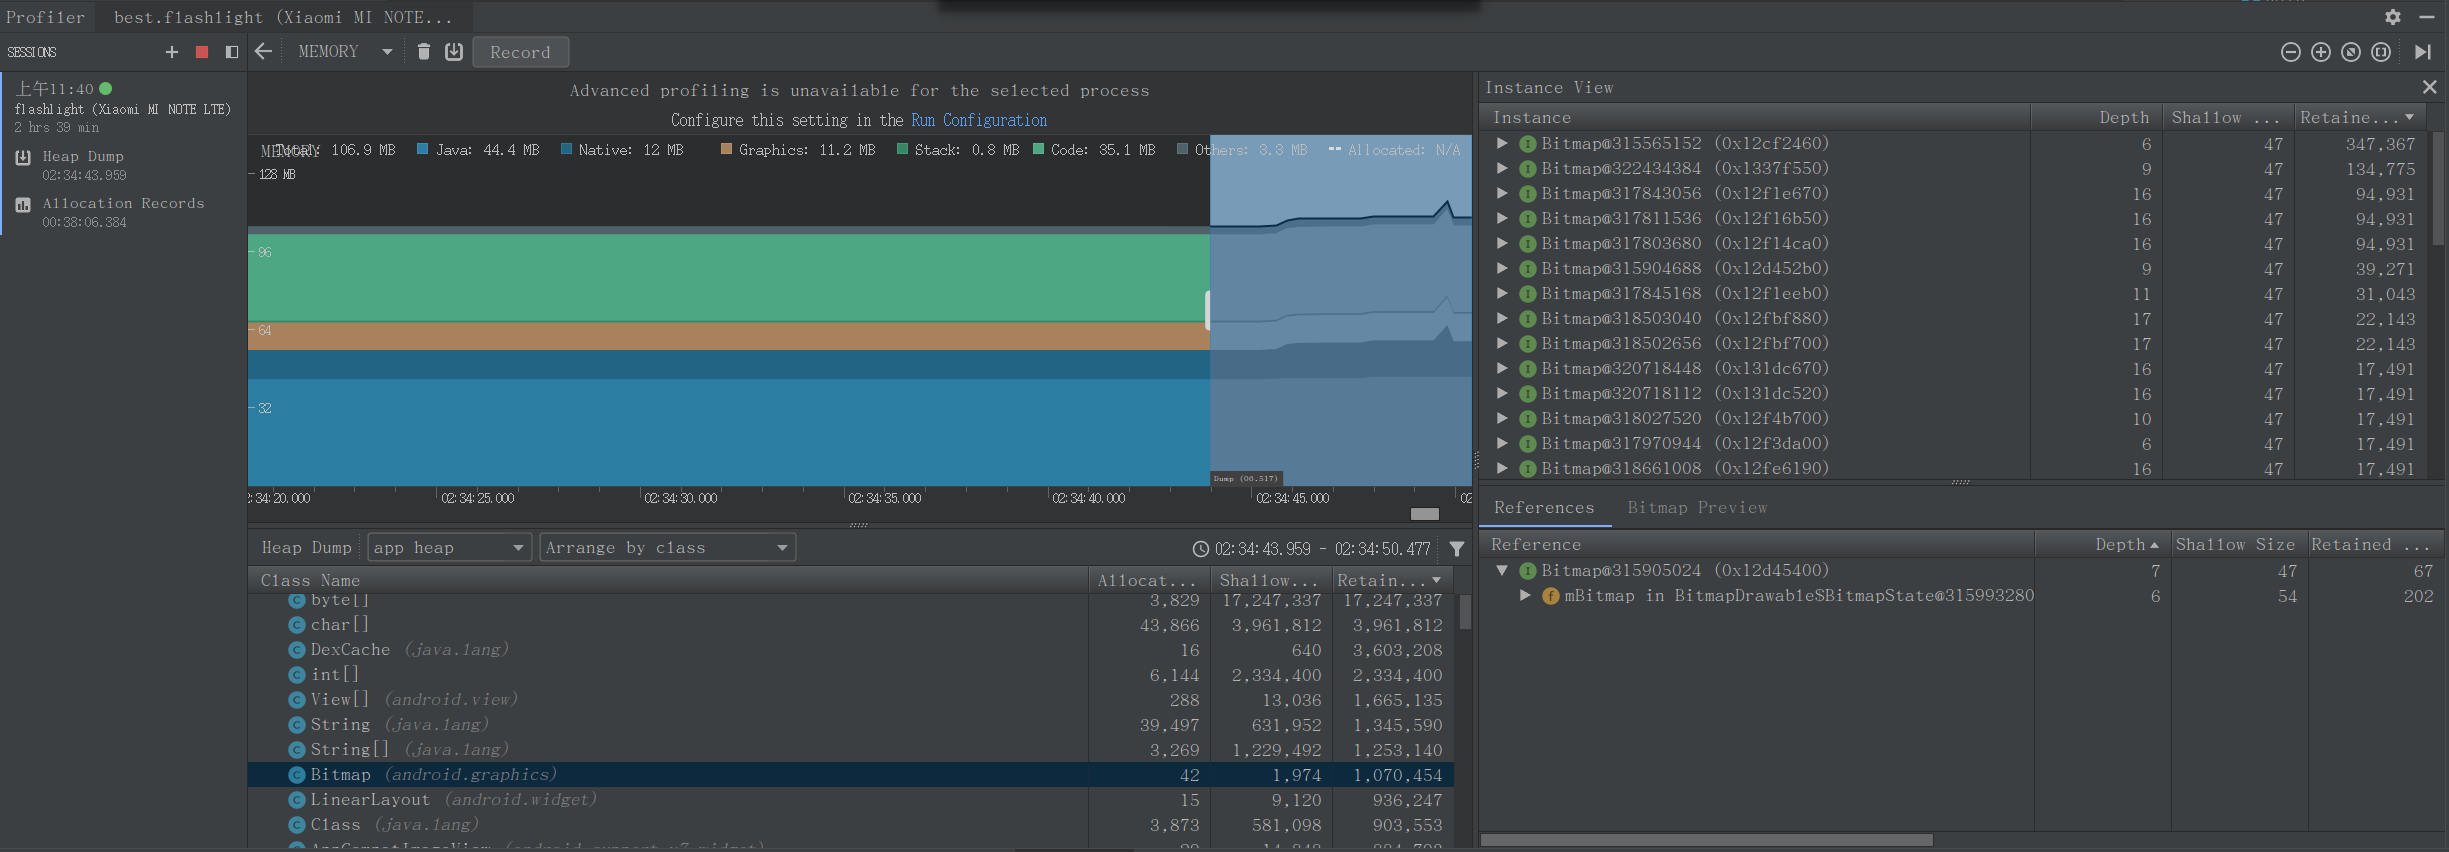 Profiler best.flashlight (Xiaomi MI NOTE...
SESSIONS MEMORY Record
上午11:40
flashlight (Xiaomi MI NOTE LTE)
2 hrs 39 min
Heap Dump
02:34:43.959
Allocation Records
00:38:06.384
Advanced profiling is unavailable for the selected process
Configure this setting in the Run Configuration
MEMORY
Total: 106.9 MB Java: 44.4 MB Native: 12 MB Graphics: 11.2 MB Stack: 0.8 MB Code: 35.1 MB Others: 3.3 MB Allocated: N/A
128 MB
96
64
32
Dump (06.517)
:34:20.000 02:34:25.000 02:34:30.000 02:34:35.000 02:34:40.000 02:34:45.000 02
Heap Dump app heap Arrange by class 02:34:43.959 - 02:34:50.477
Class Name Allocat... Shallow... Retain...
byte[] 3,829 17,247,337 17,247,337
char[] 43,866 3,961,812 3,961,812
DexCache (java.lang) 16 640 3,603,208
int[] 6,144 2,334,400 2,334,400
View[] (android.view) 288 13,036 1,665,135
String (java.lang) 39,497 631,952 1,345,590
String[] (java.lang) 3,269 1,229,492 1,253,140
Bitmap (android.graphics) 42 1,974 1,070,454
LinearLayout (android.widget) 15 9,120 936,247
Class (java.lang) 3,873 581,098 903,553
Instance View
Instance Depth Shallow ... Retaine...
Bitmap@315565152 (0x12cf2460) 6 47 347,367
Bitmap@322434384 (0x1337f550) 9 47 134,775
Bitmap@317843056 (0x12f1e670) 16 47 94,931
Bitmap@317811536 (0x12f16b50) 16 47 94,931
Bitmap@317803680 (0x12f14ca0) 16 47 94,931
Bitmap@315904688 (0x12d452b0) 9 47 39,271
Bitmap@317845168 (0x12f1eeb0) 11 47 31,043
Bitmap@318503040 (0x12fbf880) 17 47 22,143
Bitmap@318502656 (0x12fbf700) 17 47 22,143
Bitmap@320718448 (0x131dc670) 16 47 17,491
Bitmap@320718112 (0x131dc520) 16 47 17,491
Bitmap@318027520 (0x12f4b700) 10 47 17,491
Bitmap@317970944 (0x12f3da00) 6 47 17,491
Bitmap@318661008 (0x12fe6190) 16 47 17,491
References Bitmap Preview
Reference Depth Shallow Size Retained ...
Bitmap@315905024 (0x12d45400) 7 47 67
mBitmap in BitmapDrawable$BitmapState@315993280 6 54 202